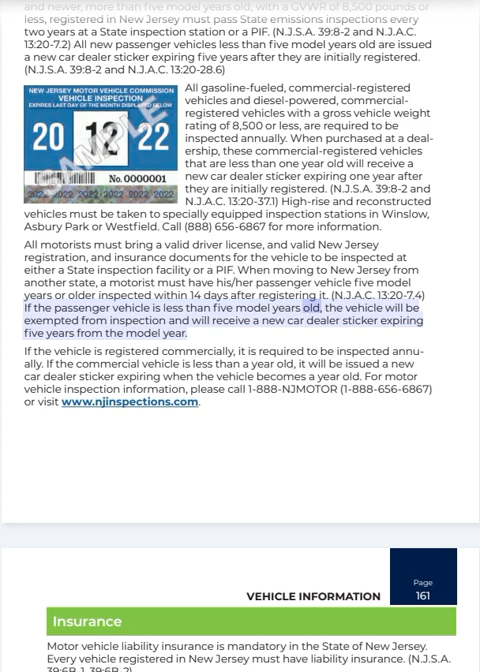 and newer, more than five model years old, with a GVWR of 8,500 pounds or
less, registered in New Jersey must pass State emissions inspections every
two years at a State inspection station or a PIF. (N.J.S.A. 39:8-2 and N.J.A.C.
13:20-7.2) All new passenger vehicles less than five model years old are issued
a new car dealer sticker expiring five years after they are initially registered.
(N.J.S.A. 39:8-2 and N.J.A.C. 13:20-28.6)
NEW JERSEY MOTOR VEHICLE COMMISSION
VEHICLE INSPECTION
EXPIRES LAST DAY OF THE MONTH DISPLAYED BELOW
20 12 22
SAMPLE
No. 0000001
2022 2022 2022 2022 2022
All gasoline-fueled, commercial-registered
vehicles and diesel-powered, commercial-
registered vehicles with a gross vehicle weight
rating of 8,500 or less, are required to be
inspected annually. When purchased at a deal-
ership, these commercial-registered vehicles
that are less than one year old will receive a
new car dealer sticker expiring one year after
they are initially registered. (N.J.S.A. 39:8-2 and
N.J.A.C. 13:20-37.1) High-rise and reconstructed
vehicles must be taken to specially equipped inspection stations in Winslow,
Asbury Park or Westfield. Call (888) 656-6867 for more information.
All motorists must bring a valid driver license, and valid New Jersey
registration, and insurance documents for the vehicle to be inspected at
either a State inspection facility or a PIF. When moving to New Jersey from
another state, a motorist must have his/her passenger vehicle five model
years or older inspected within 14 days after registering it. (N.J.A.C. 13:20-7.4)
If the passenger vehicle is less than five model years old, the vehicle will be
exempted from inspection and will receive a new car dealer sticker expiring
five years from the model year.
If the vehicle is registered commercially, it is required to be inspected annu-
ally. If the commercial vehicle is less than a year old, it will be issued a new
car dealer sticker expiring when the vehicle becomes a year old. For motor
vehicle inspection information, please call 1-888-NJMOTOR (1-888-656-6867)
or visit www.njinspections.com.
Page
VEHICLE INFORMATION 161
Insurance
Motor vehicle liability insurance is mandatory in the State of New Jersey.
Every vehicle registered in New Jersey must have liability insurance. (N.J.S.A.
39:6B-1, 39:6B-2)